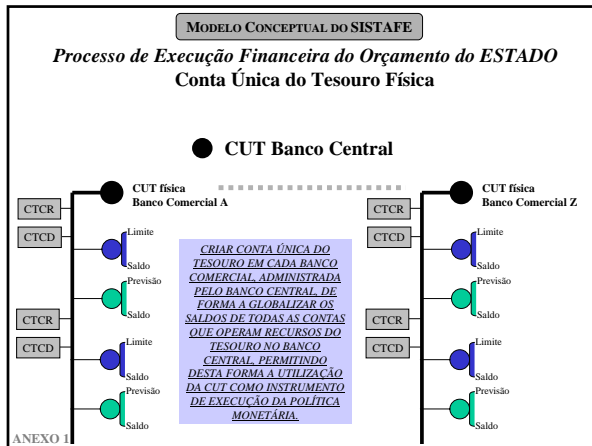 MODELO CONCEPTUAL DO SISTAFE
Processo de Execução Financeira do Orçamento do ESTADO
Conta Única do Tesouro Física
CUT Banco Central
CUT física
Banco Comercial A
CTCR
CTCD
Limite
Saldo
Previsão
Saldo
CTCR
CTCD
Limite
Saldo
Previsão
Saldo
CRIAR CONTA ÚNICA DO
TESOURO EM CADA BANCO
COMERCIAL, ADMINISTRADA
PELO BANCO CENTRAL, DE
FORMA A GLOBALIZAR OS
SALDOS DE TODAS AS CONTAS
QUE OPERAM RECURSOS DO
TESOURO NO BANCO
CENTRAL, PERMITINDO
DESTA FORMA A UTILIZAÇÃO
DA CUT COMO INSTRUMENTO
DE EXECUÇÃO DA POLÍTICA
MONETÁRIA.
CUT física
Banco Comercial Z
CTCR
CTCD
Limite
Saldo
Previsão
Saldo
CTCR
CTCD
Limite
Saldo
Previsão
Saldo
ANEXO 1